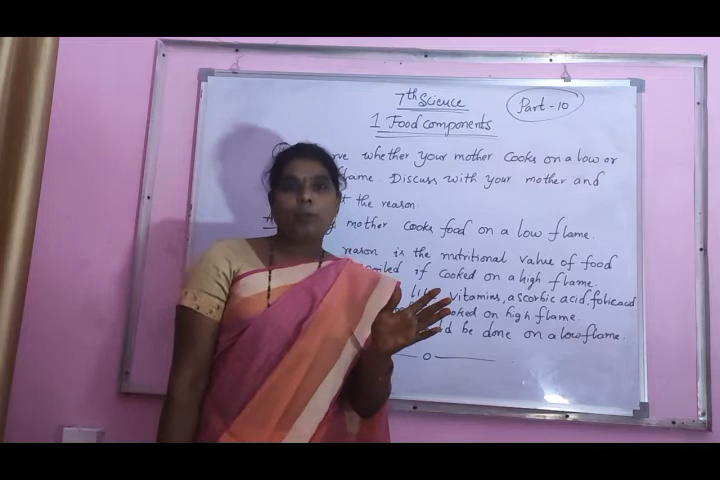 7th Science
Part-10
1. Food components
whether your mother cooks on a low or
flame. Discuss with your mother and
the reason
mother cooks food on a low flame.
reason is the nutritional value of food
if cooked on a high flame.
vitamins, ascorbic acid, folic acid
cooked on high flame.
be done on a low flame.